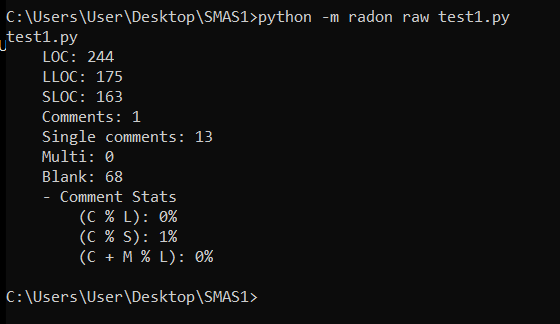 C:\Users\User\Desktop\SMAS1>python -m radon raw test1.py
test1.py
LOC: 244
LLOC: 175
SLOC: 163
Comments: 1
Single comments: 13
Multi: 0
Blank: 68
- Comment Stats
(C % L): 0%
(C % S): 1%
(C + M % L): 0%
C:\Users\User\Desktop\SMAS1>